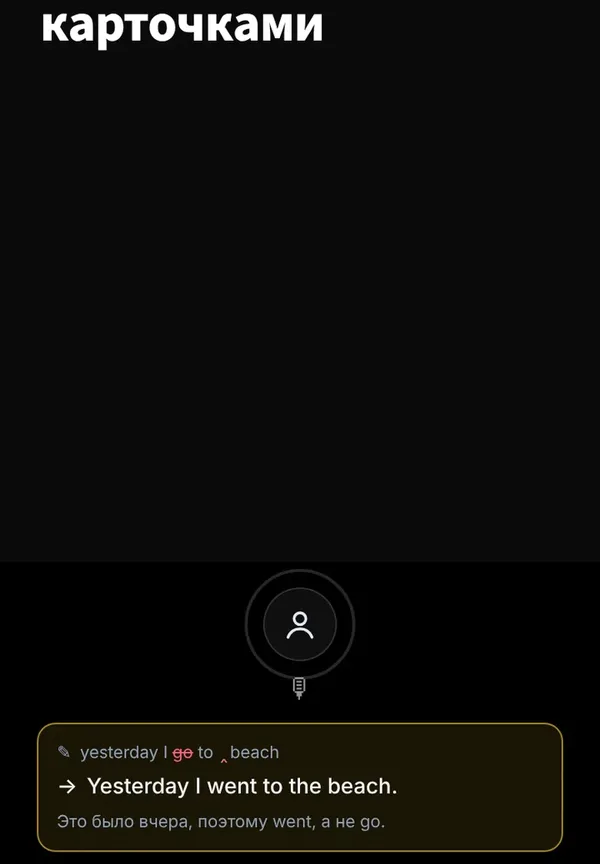 карточками
✎ yesterday I go to ‸ beach
→ Yesterday I went to the beach.
Это было вчера, поэтому went, а не go.